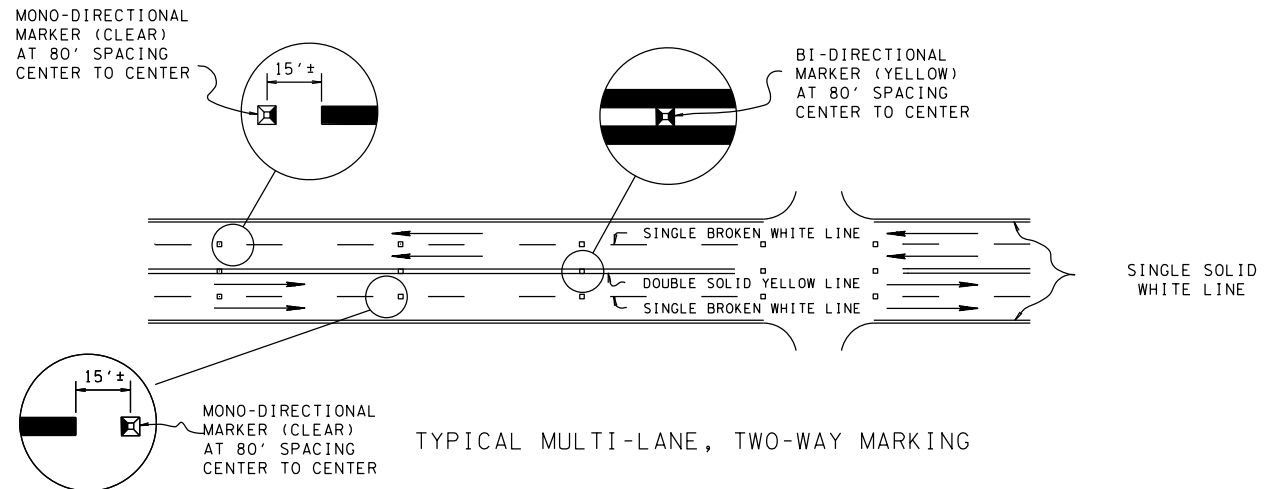 MONO-DIRECTIONAL
MARKER (CLEAR)
AT 80' SPACING
CENTER TO CENTER
15'±
BI-DIRECTIONAL
MARKER (YELLOW)
AT 80' SPACING
CENTER TO CENTER
SINGLE BROKEN WHITE LINE
DOUBLE SOLID YELLOW LINE
SINGLE BROKEN WHITE LINE
SINGLE SOLID
WHITE LINE
15'±
MONO-DIRECTIONAL
MARKER (CLEAR)
AT 80' SPACING
CENTER TO CENTER
TYPICAL MULTI-LANE, TWO-WAY MARKING